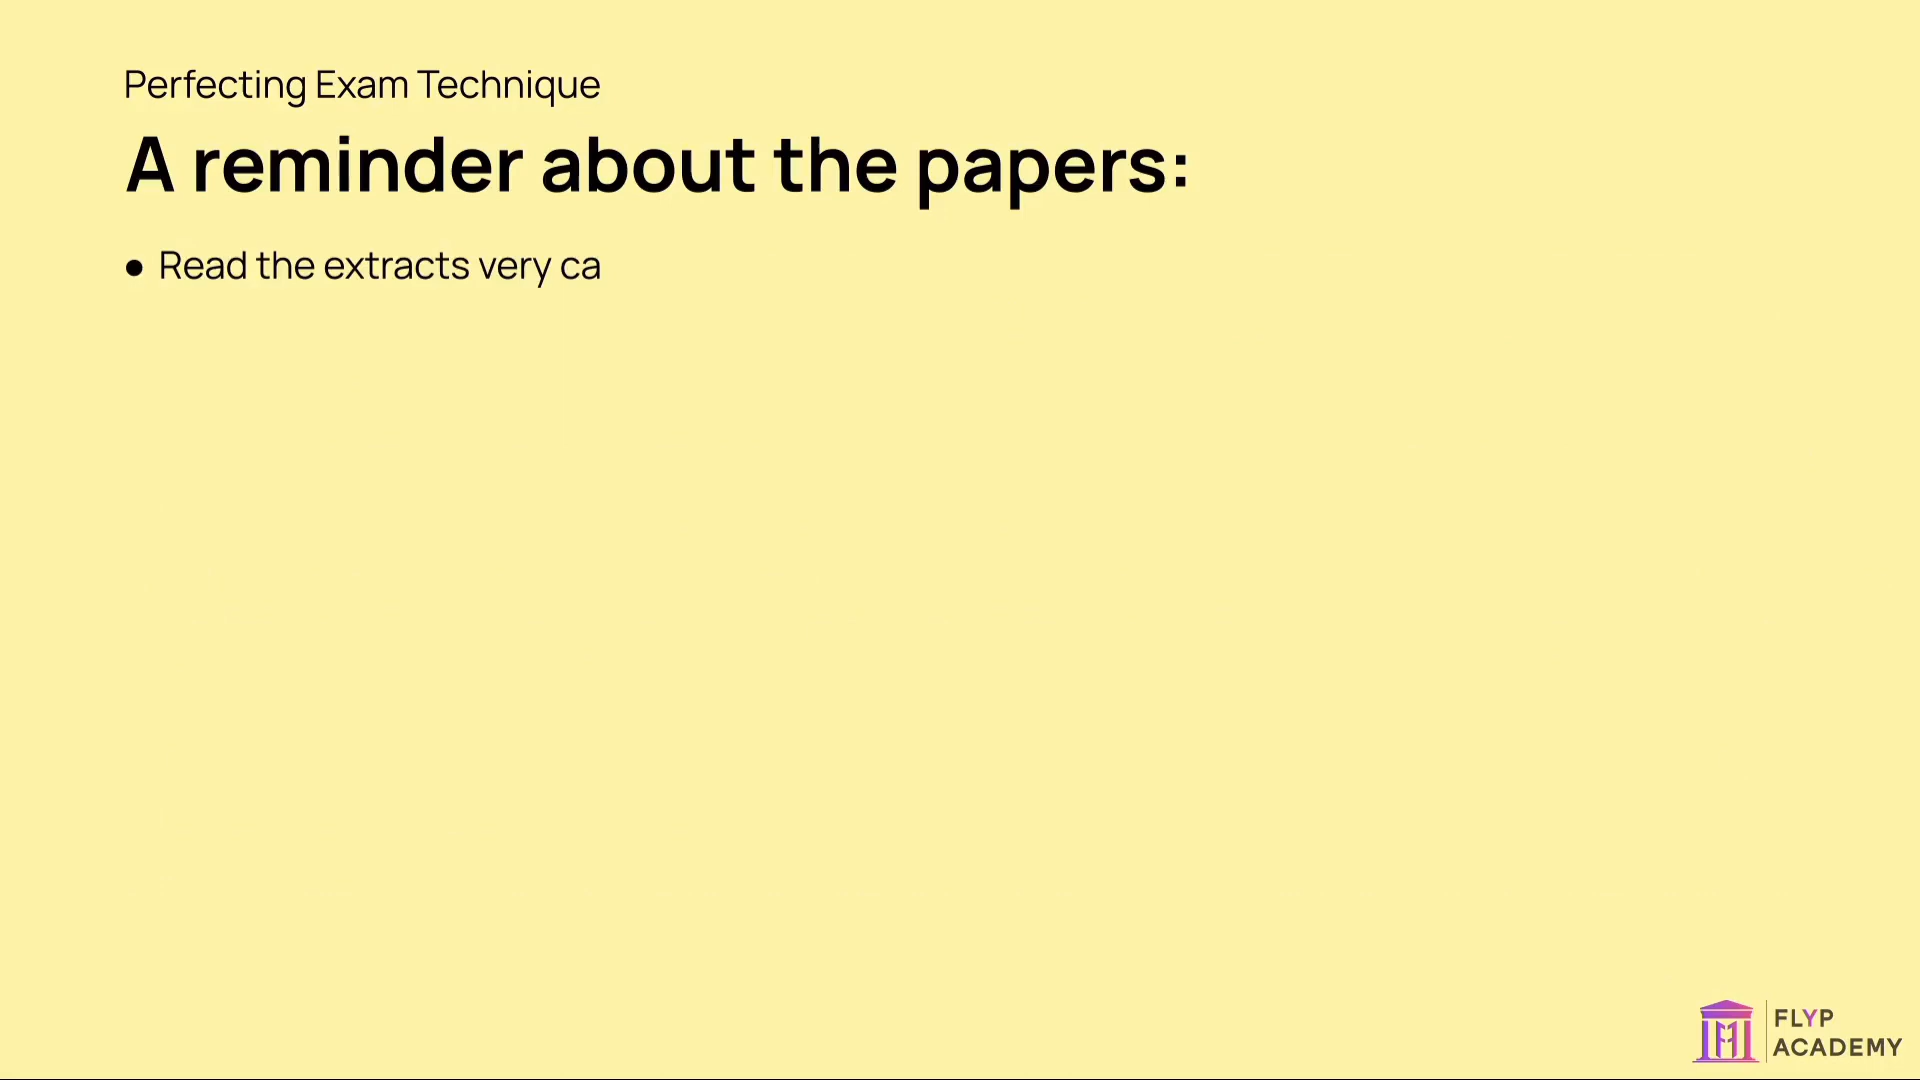 Perfecting Exam Technique
A reminder about the papers:
● Read the extracts very ca
FLYP
ACADEMY